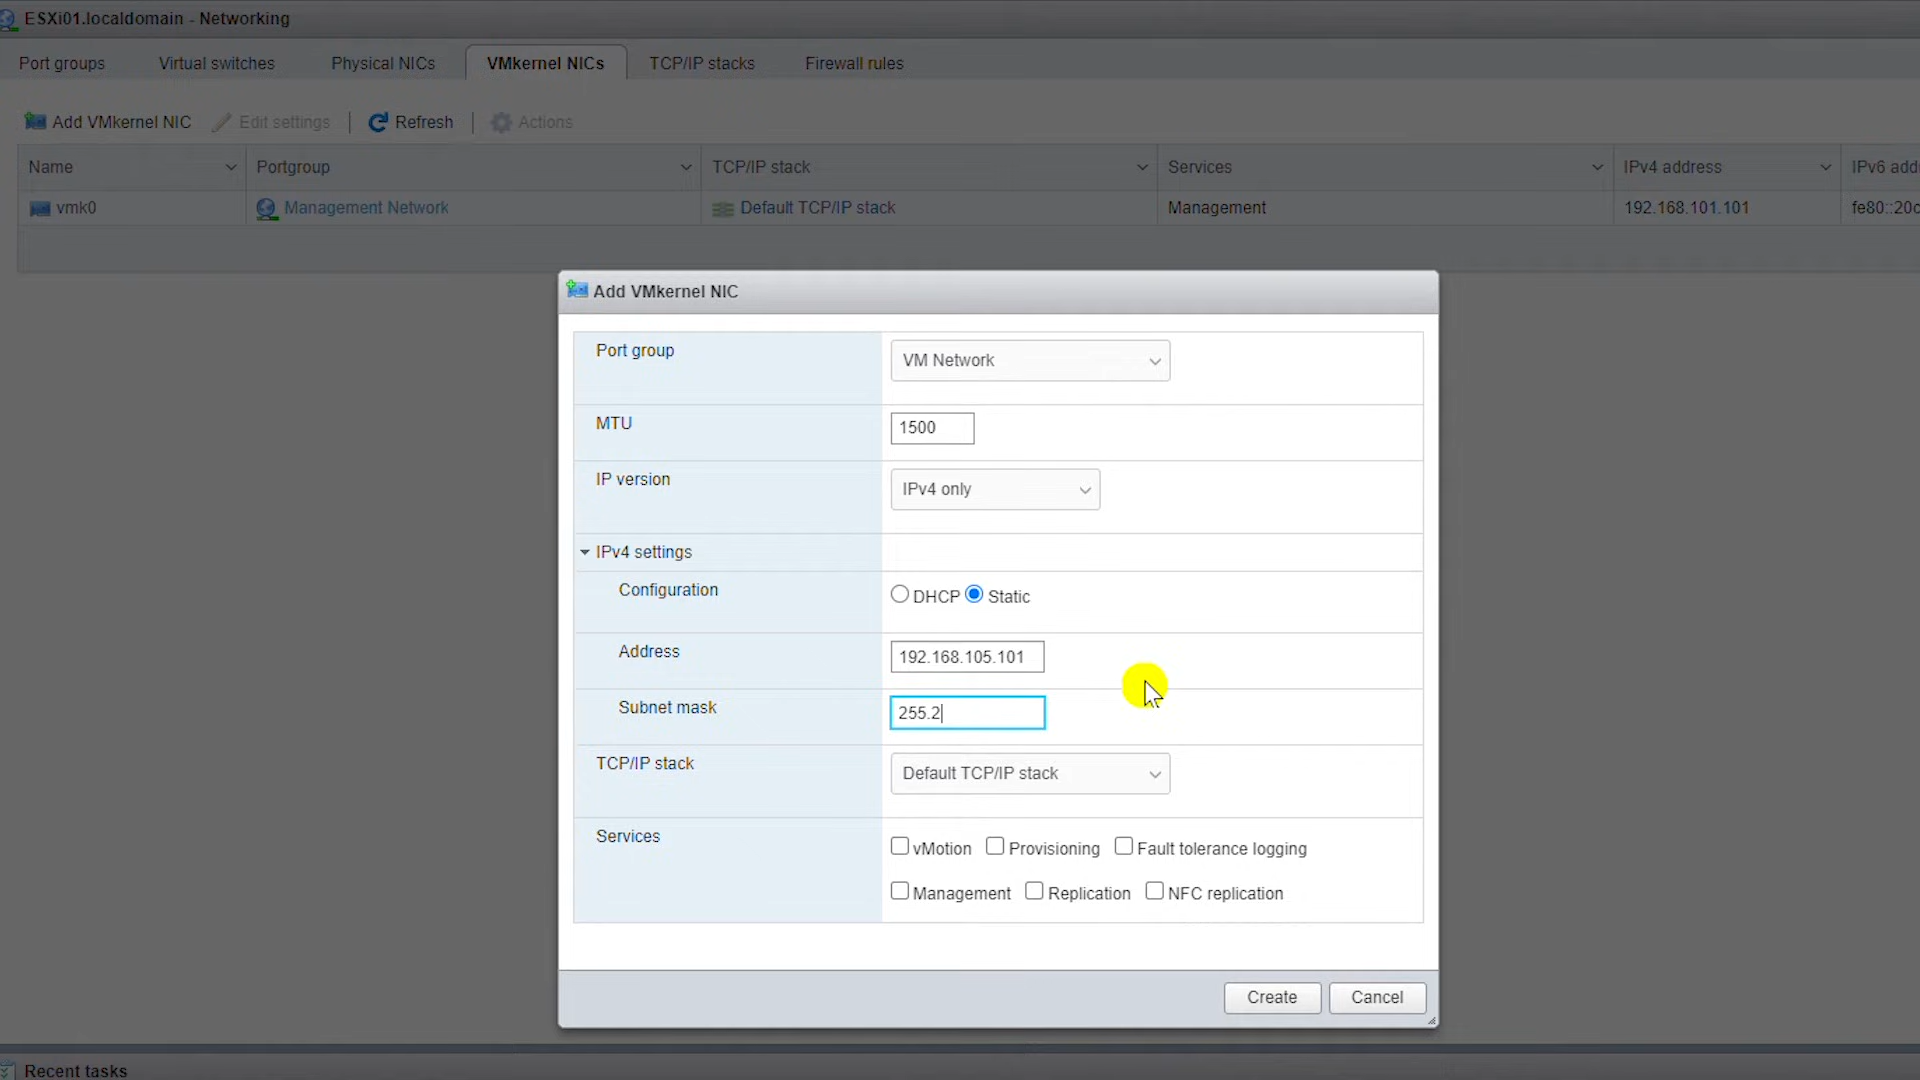 ESXi01.localdomain - Networking
Port groups Virtual switches Physical NICs VMkernel NICs TCP/IP stacks Firewall rules
Add VMkernel NIC Edit settings Refresh Actions
Name Portgroup TCP/IP stack Services IPv4 address IPv6 add
vmk0 Management Network Default TCP/IP stack Management 192.168.101.101 fe80::20c
Add VMkernel NIC
Port group VM Network
MTU 1500
IP version IPv4 only
IPv4 settings
Configuration DHCP Static
Address 192.168.105.101
Subnet mask 255.2
TCP/IP stack Default TCP/IP stack
Services vMotion Provisioning Fault tolerance logging
Management Replication NFC replication
Create Cancel
Recent tasks